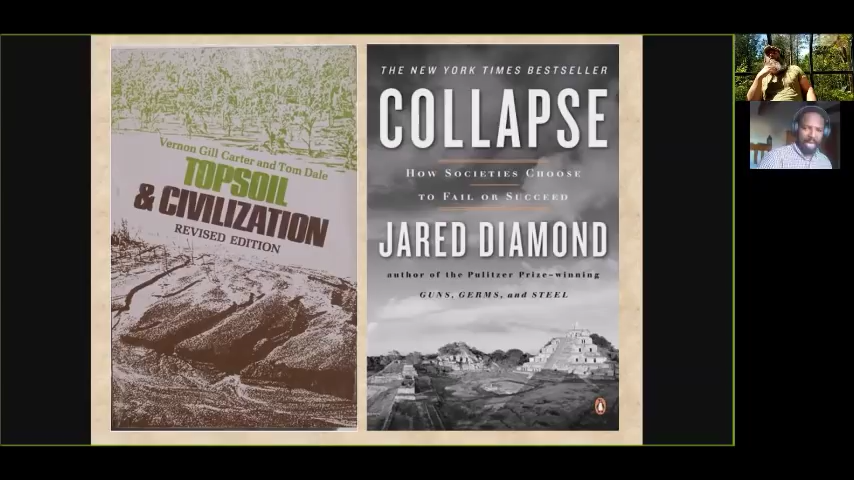 Vernon Gill Carter and Tom Dale
TOPSOIL
& CIVILIZATION
REVISED EDITION
THE NEW YORK TIMES BESTSELLER
COLLAPSE
HOW SOCIETIES CHOOSE
TO FAIL OR SUCCEED
JARED DIAMOND
author of the Pulitzer Prize-winning
GUNS, GERMS, and STEEL